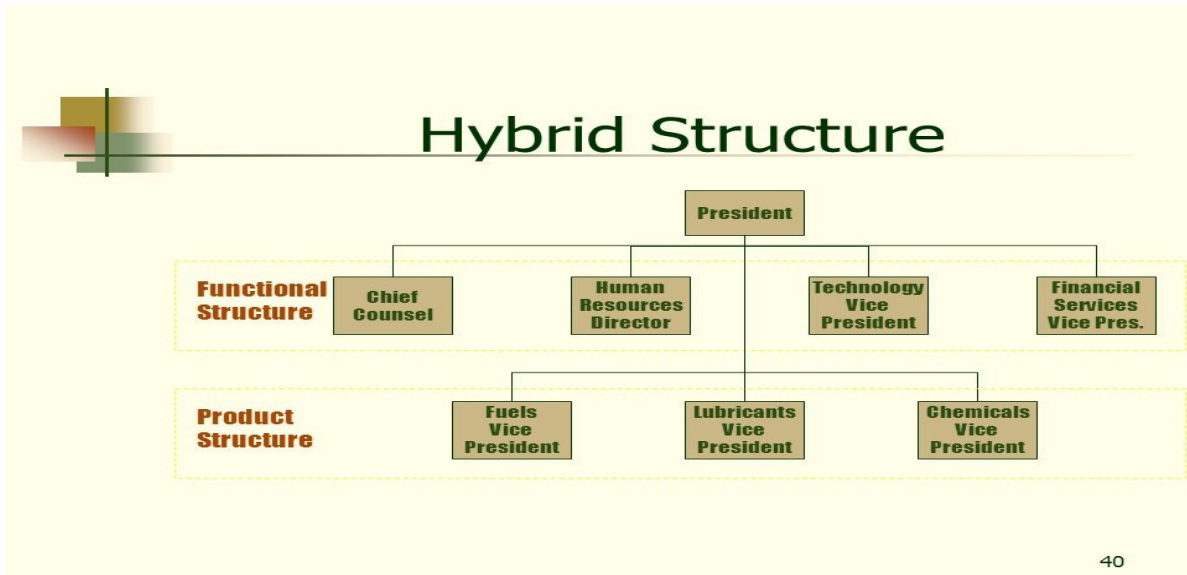 Hybrid Structure
President
Functional
Structure
Chief
Counsel
Human
Resources
Director
Technology
Vice
President
Financial
Services
Vice Pres.
Product
Structure
Fuels
Vice
President
Lubricants
Vice
President
Chemicals
Vice
President
40